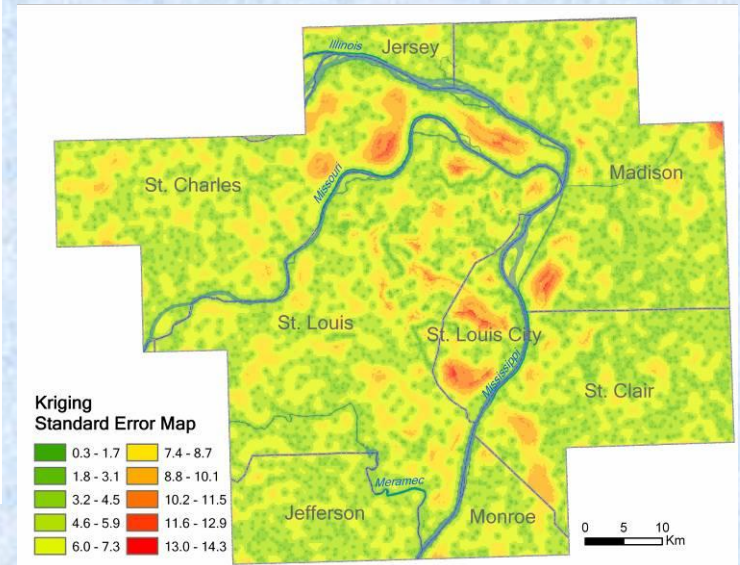 Illinois
Jersey
Madison
St. Charles
Missouri
St. Louis
St. Louis City
Mississippi
St. Clair
Kriging
Standard Error Map
0.3 - 1.7
7.4 - 8.7
1.8 - 3.1
8.8 - 10.1
3.2 - 4.5
10.2 - 11.5
4.6 - 5.9
11.6 - 12.9
6.0 - 7.3
13.0 - 14.3
Meramec
Jefferson
Monroe
0 5 10
Km